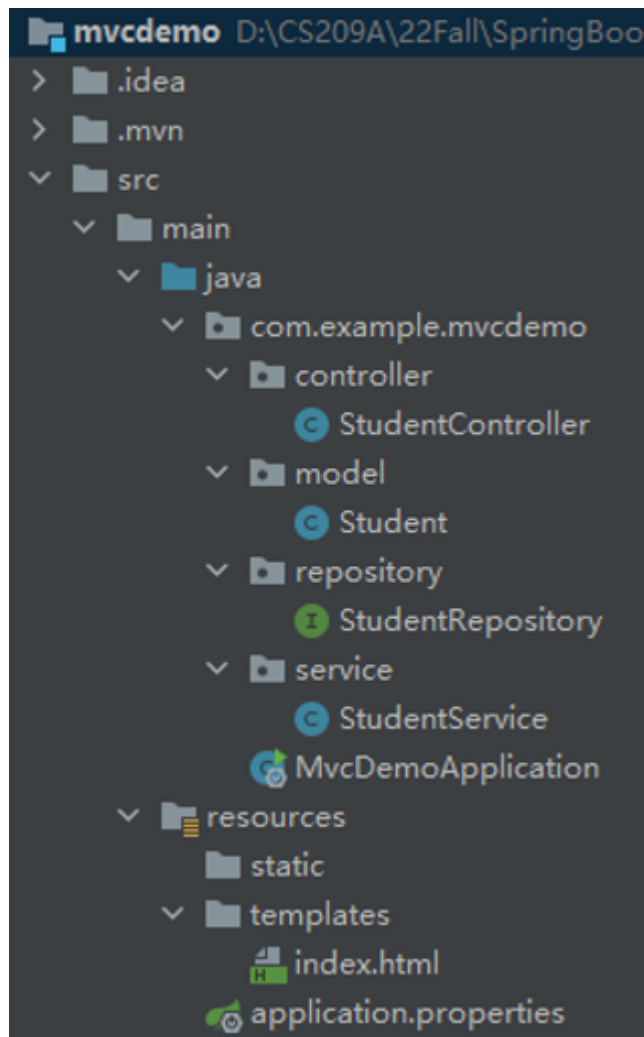 mvcdemo D:\CS209A\22Fall\SpringBoo
.idea
.mvn
src
main
java
com.example.mvcdemo
controller
C StudentController
model
C Student
repository
I StudentRepository
service
C StudentService
MvcDemoApplication
resources
static
templates
H index.html
application.properties